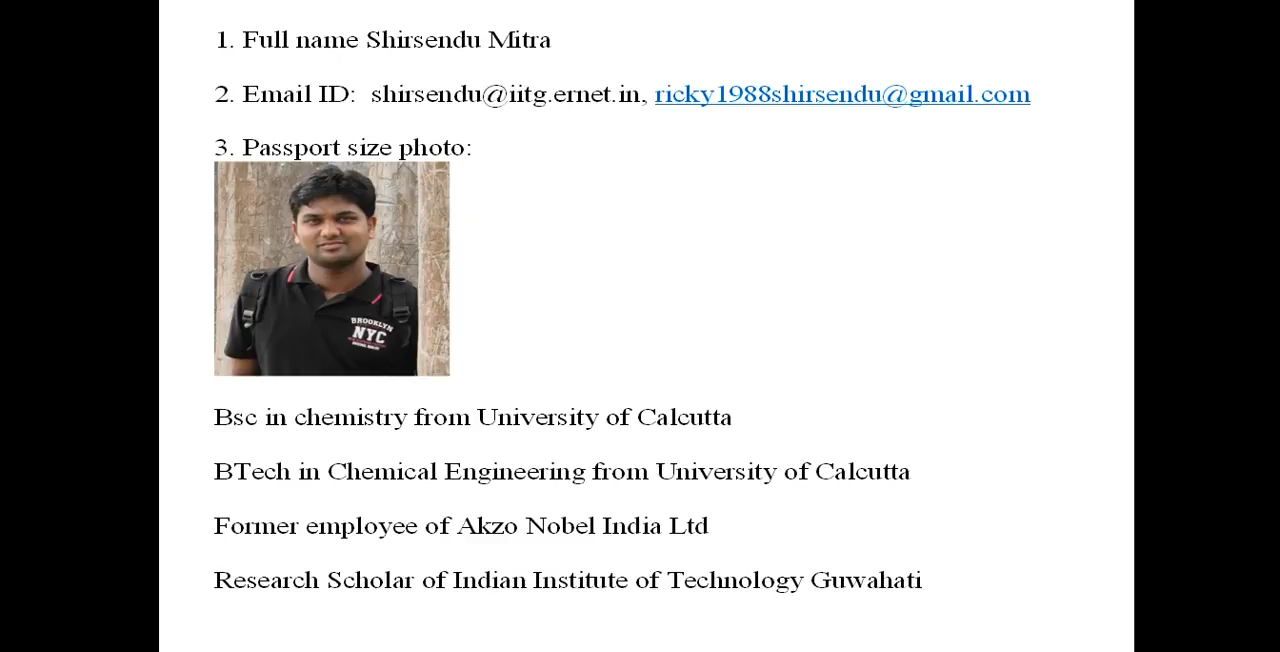 1. Full name Shirsendu Mitra
2. Email ID: shirsendu@iitg.ernet.in, ricky1988shirsendu@gmail.com
3. Passport size photo:
BROOKLYN
NYC
Bsc in chemistry from University of Calcutta
BTech in Chemical Engineering from University of Calcutta
Former employee of Akzo Nobel India Ltd
Research Scholar of Indian Institute of Technology Guwahati